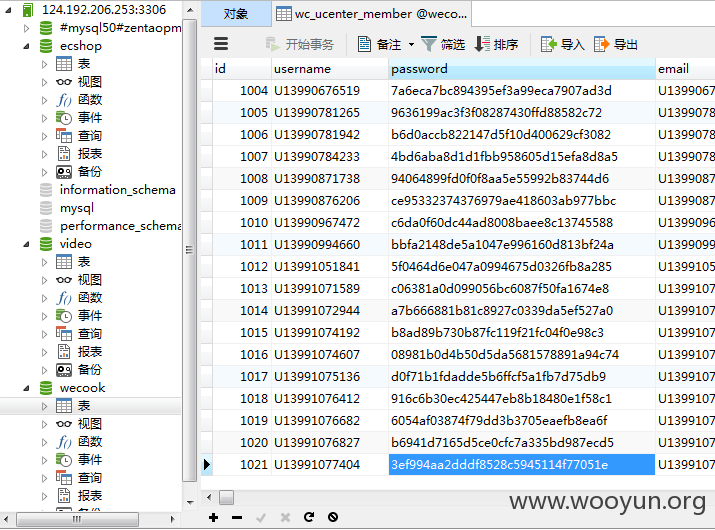 124.192.206.253:3306
#mysql50#zentaopm
ecshop
表
视图
函数
事件
查询
报表
备份
information_schema
mysql
performance_schema
video
表
视图
函数
事件
查询
报表
备份
wecook
表
视图
函数
事件
查询
报表
备份
对象 wc_ucenter_member @weco...
开始事务 备注 筛选 排序 导入 导出
id username password email
1004 U13990676519 7a6eca7bc894395ef3a99eca7907ad3d U1399067
1005 U13990781265 9636199ac3f3f08287430ffd88582c72 U1399078
1006 U13990781942 b6d0accb822147d5f10d400629cf3082 U1399078
1007 U13990784233 4bd6aba8d1d1fbb958605d15efa8d8a5 U1399078
1008 U13990871738 94064899fd0f0f8aa5e55992b83744d6 U1399087
1009 U13990876206 ce95332374376979ae418603ab977bbc U1399087
1010 U13990967472 c6da0f60dc44ad8008baee8c13745588 U1399096
1011 U13990994660 bbfa2148de5a1047e996160d813bf24a U1399099
1012 U13991051841 5f0464d6e047a0994675d0326fb8a285 U1399105
1013 U13991071589 c06381a0d099056bc6087f50fa1674e8 U1399107
1014 U13991072944 a7b666881b81c8927c0339da5ef527a0 U1399107
1015 U13991074192 b8ad89b730b87fc119f21fc04f0e98c3 U1399107
1016 U13991074607 08981b0d4b50d5da5681578891a94c74 U1399107
1017 U13991075136 d0f71b1fdadde5b6ffcf5a1fb7d75db9 U1399107
1018 U13991076412 916c6b30ec425447eb8b18480e1f58c1 U1399107
1019 U13991076682 6054af03874f79dd3b3705eaefb8ea6f U1399107
1020 U13991076827 b6941d7165d5ce0cfc7a335bd987ecd5 U1399107
1021 U13991077404 3ef994aa2dddf8528c5945114f77051e U1399107
www.wooyun.org